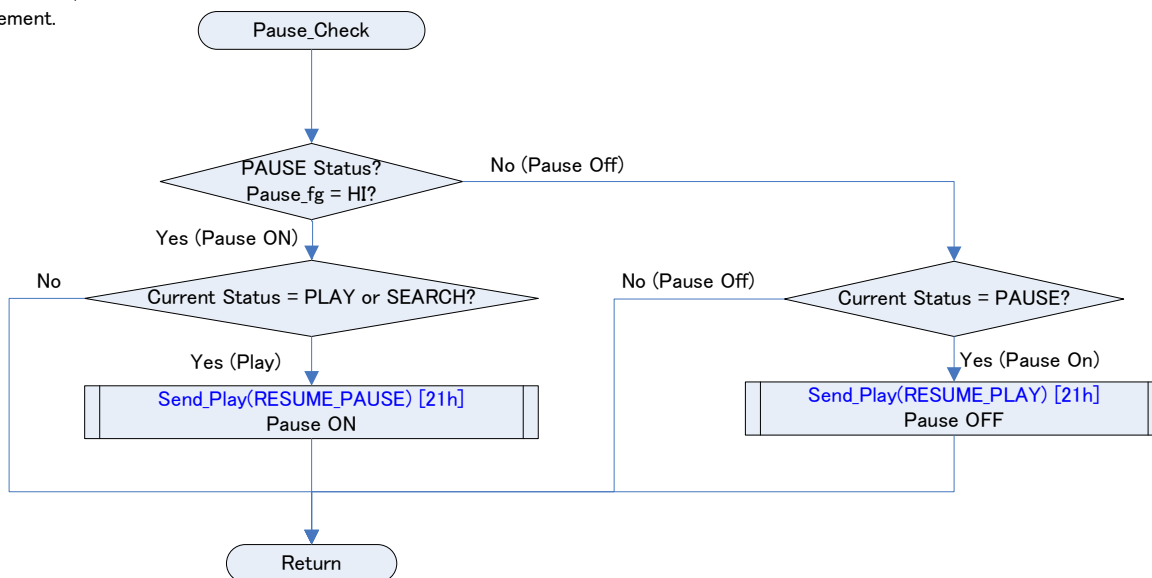 ement.
Pause_Check
PAUSE Status?
Pause_fg = HI?
No (Pause Off)
Yes (Pause ON)
No
Current Status = PLAY or SEARCH?
No (Pause Off)
Current Status = PAUSE?
Yes (Play)
Yes (Pause On)
Send_Play(RESUME_PAUSE) [21h]
Pause ON
Send_Play(RESUME_PLAY) [21h]
Pause OFF
Return